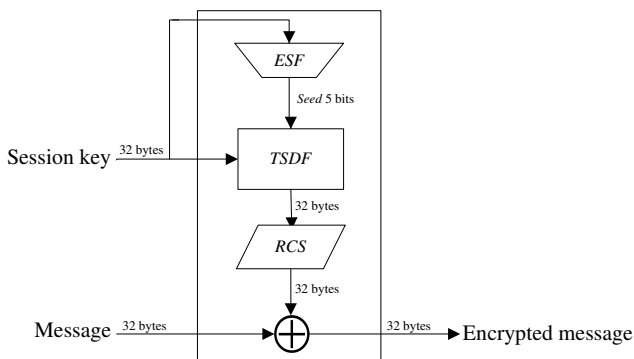 ESF
Seed 5 bits
Session key
32 bytes
TSDF
32 bytes
RCS
32 bytes
Message
32 bytes
32 bytes
Encrypted message